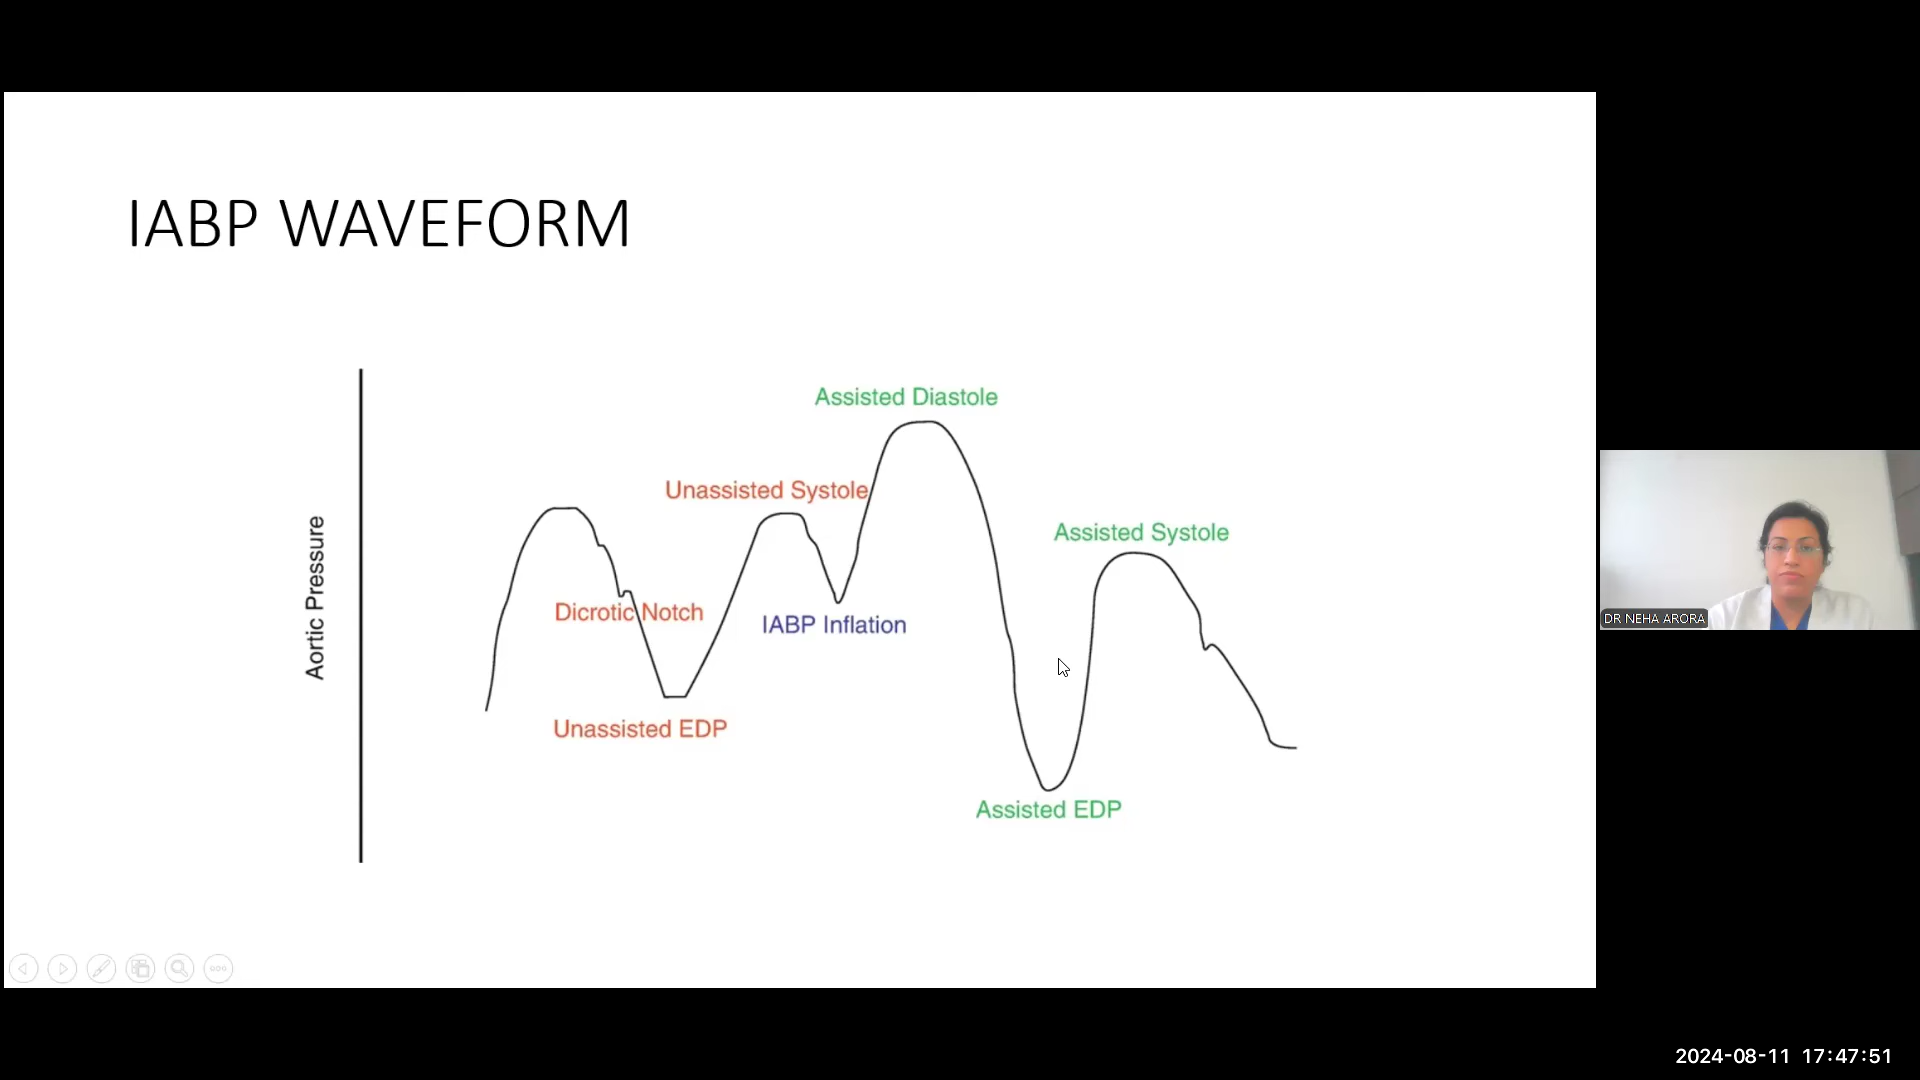 IABP WAVEFORM
Assisted Diastole
Unassisted Systole
Assisted Systole
Aortic Pressure
Dicrotic Notch
IABP Inflation
Unassisted EDP
Assisted EDP
DR NEHA ARORA
2024-08-11 17:47:51